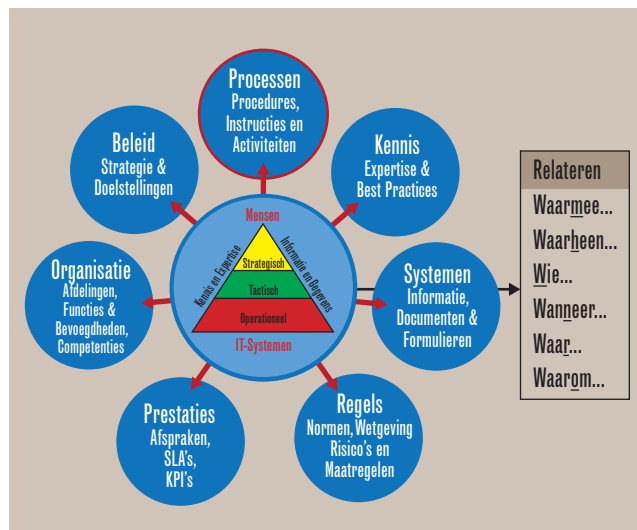 Processen
Procedures,
Instructies en
Activiteiten
Beleid
Strategie &
Doelstellingen
Kennis
Expertise &
Best Practices
Organisatie
Afdelingen,
Functies &
Bevoegdheden,
Competenties
Mensen
Kennis en Expertise
Informatie en Gegevens
Strategisch
Tactisch
Operationeel
IT-Systemen
Systemen
Informatie,
Documenten &
Formulieren
Prestaties
Afspraken,
SLA's,
KPI's
Regels
Normen, Wetgeving
Risico's en
Maatregelen
Relateren
Waarmee...
Waarheen...
Wie...
Wanneer...
Waar...
Waarom...